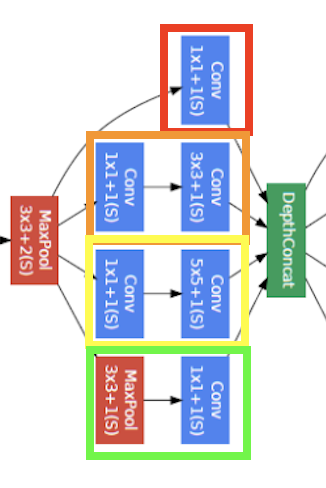 Conv
1x1+1(S)
Conv
1x1+1(S)
Conv
3x3+1(S)
MaxPool
3x3+2(S)
DepthConcat
Conv
1x1+1(S)
Conv
5x5+1(S)
MaxPool
3x3+1(S)
Conv
1x1+1(S)